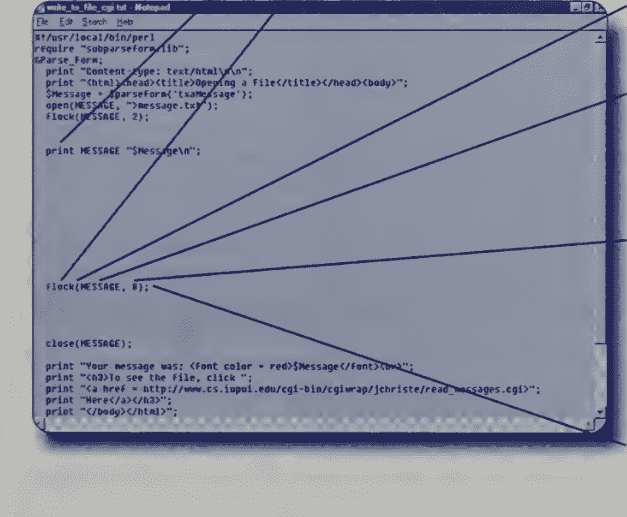 write_to_file_cgi.txt - Notepad
File Edit Search Help
#!/usr/local/bin/perl
require "subparseform.lib";
&Parse_Form;
print "Content-type: text/html\n\n";
print "<html><head><title>Opening a File</title></head><body>";
$Message = $parseform{'txaMessage'};
open(MESSAGE, ">message.txt");
flock(MESSAGE, 2);
print MESSAGE "$Message\n";
flock(MESSAGE, 8);
close(MESSAGE);
print "Your message was: <font color = red>$Message</font><br>";
print "<h3>To see the file, click ";
print "<a href = http://www.cs.iupui.edu/cgi-bin/cgiwrap/jchriste/read_messages.cgi>";
print "Here</a></h3>";
print "</body></html>";